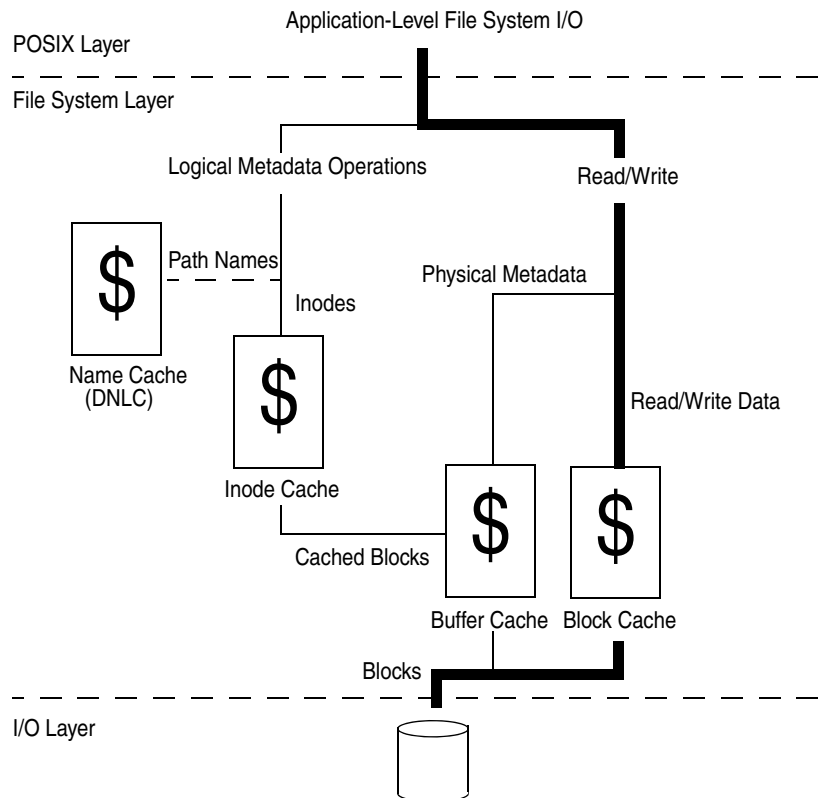 Application-Level File System I/O
POSIX Layer
File System Layer
Logical Metadata Operations
Read/Write
$
Path Names
Physical Metadata
Inodes
Name Cache
(DNLC)
$
Read/Write Data
Inode Cache
$
$
Cached Blocks
Buffer Cache
Block Cache
Blocks
I/O Layer